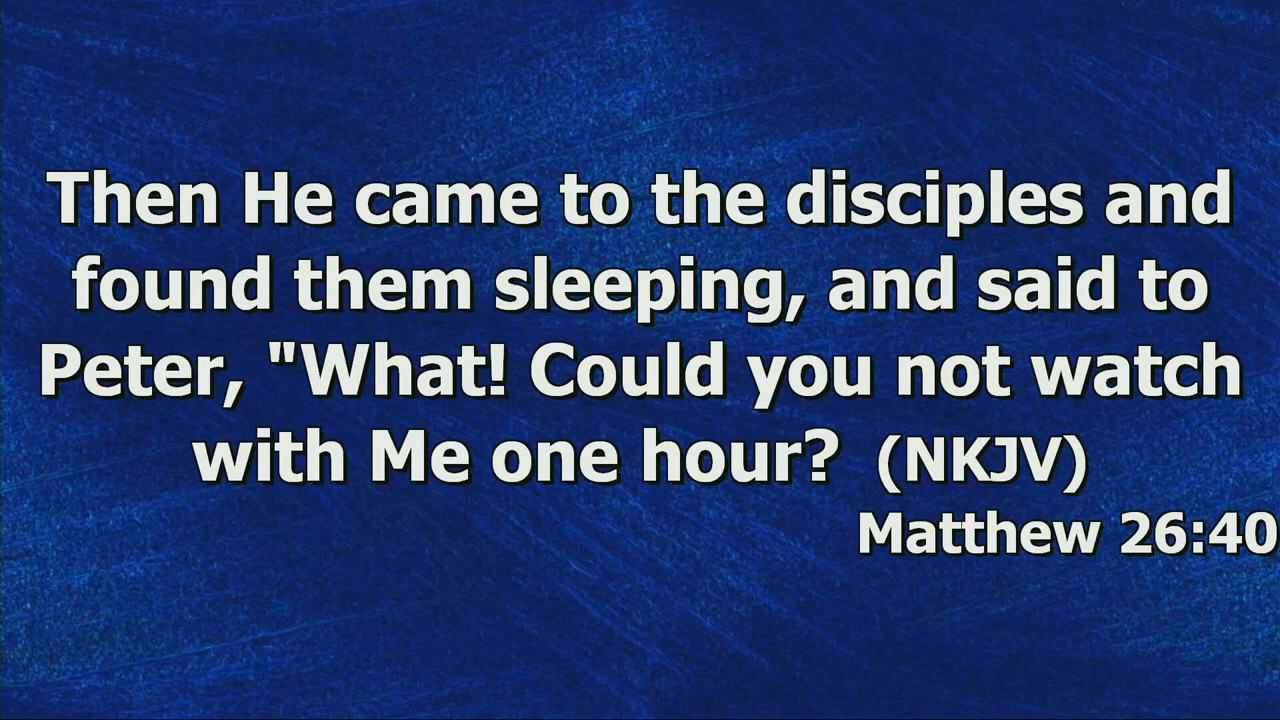 Then He came to the disciples and
found them sleeping, and said to
Peter, "What! Could you not watch
with Me one hour? (NKJV)
Matthew 26:40